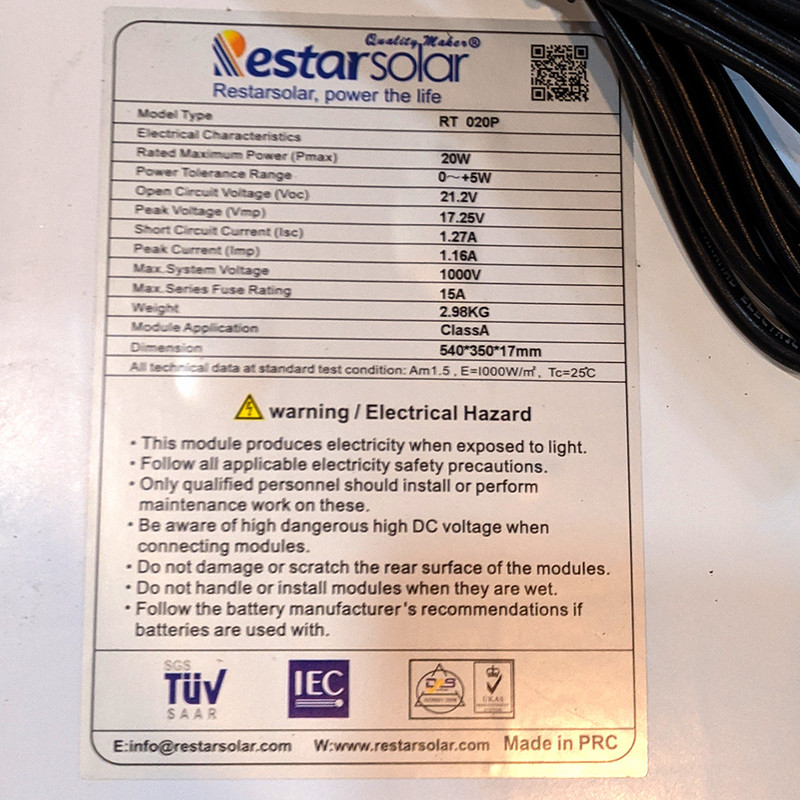 Quality Maker®
Restarsolar
Restarsolar, power the life
Model Type RT 020P
Electrical Characteristics
Rated Maximum Power (Pmax) 20W
Power Tolerance Range 0~+5W
Open Circuit Voltage (Voc) 21.2V
Peak Voltage (Vmp) 17.25V
Short Circuit Current (Isc) 1.27A
Peak Current (Imp) 1.16A
Max.System Voltage 1000V
Max.Series Fuse Rating 15A
Weight 2.98KG
Module Application ClassA
Dimension 540*350*17mm
All technical data at standard test condition: Am1.5 , E=I000W/㎡, Tc=25℃
warning / Electrical Hazard
• This module produces electricity when exposed to light.
• Follow all applicable electricity safety precautions.
• Only qualified personnel should install or perform
maintenance work on these.
• Be aware of high dangerous high DC voltage when
connecting modules.
• Do not damage or scratch the rear surface of the modules.
• Do not handle or install modules when they are wet.
• Follow the battery manufacturer's recommendations if
batteries are used with.
SGS
TÜV
SAAR
IEC
UKAS
E:info@restarsolar.com W:www.restarsolar.com Made in PRC